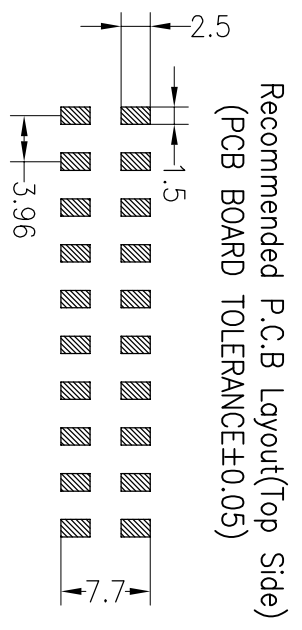 Recommended P.C.B Layout(Top Side)
(PCB BOARD TOLERANCE±0.05)
2.5
1.5
3.96
7.7